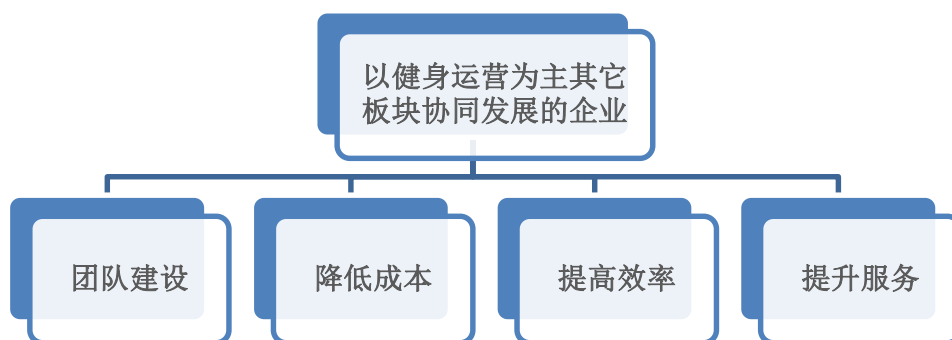 以健身运营为主其它
板块协同发展的企业
团队建设
降低成本
提高效率
提升服务